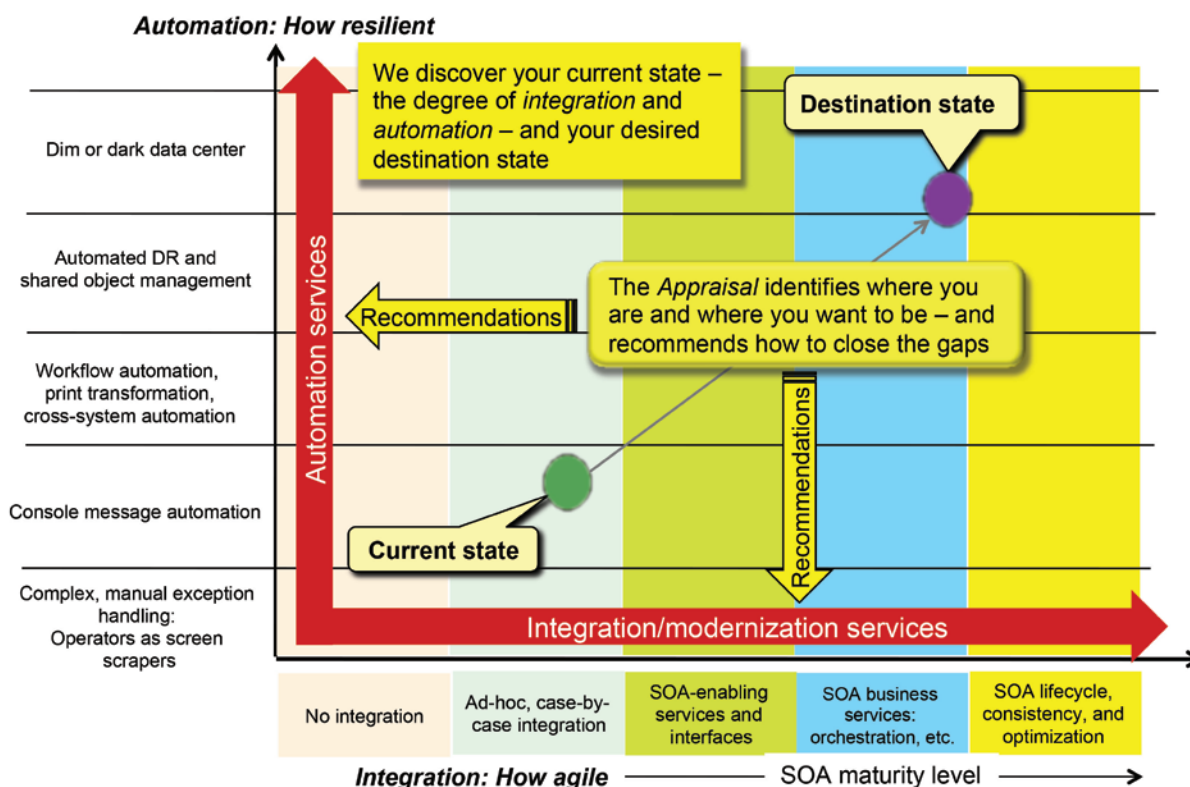 Automation: How resilient
We discover your current state –
the degree of integration and
automation – and your desired
destination state
Destination state
Dim or dark data center
Automated DR and
shared object management
Workflow automation,
print transformation,
cross-system automation
Console message automation
Complex, manual exception
handling:
Operators as screen
scrapers
Automation services
Recommendations
The Appraisal identifies where you
are and where you want to be – and
recommends how to close the gaps
Recommendations
Current state
Integration/modernization services
No integration
Ad-hoc, case-by-
case integration
SOA-enabling
services and
interfaces
SOA business
services:
orchestration, etc.
SOA lifecycle,
consistency, and
optimization
Integration: How agile
SOA maturity level